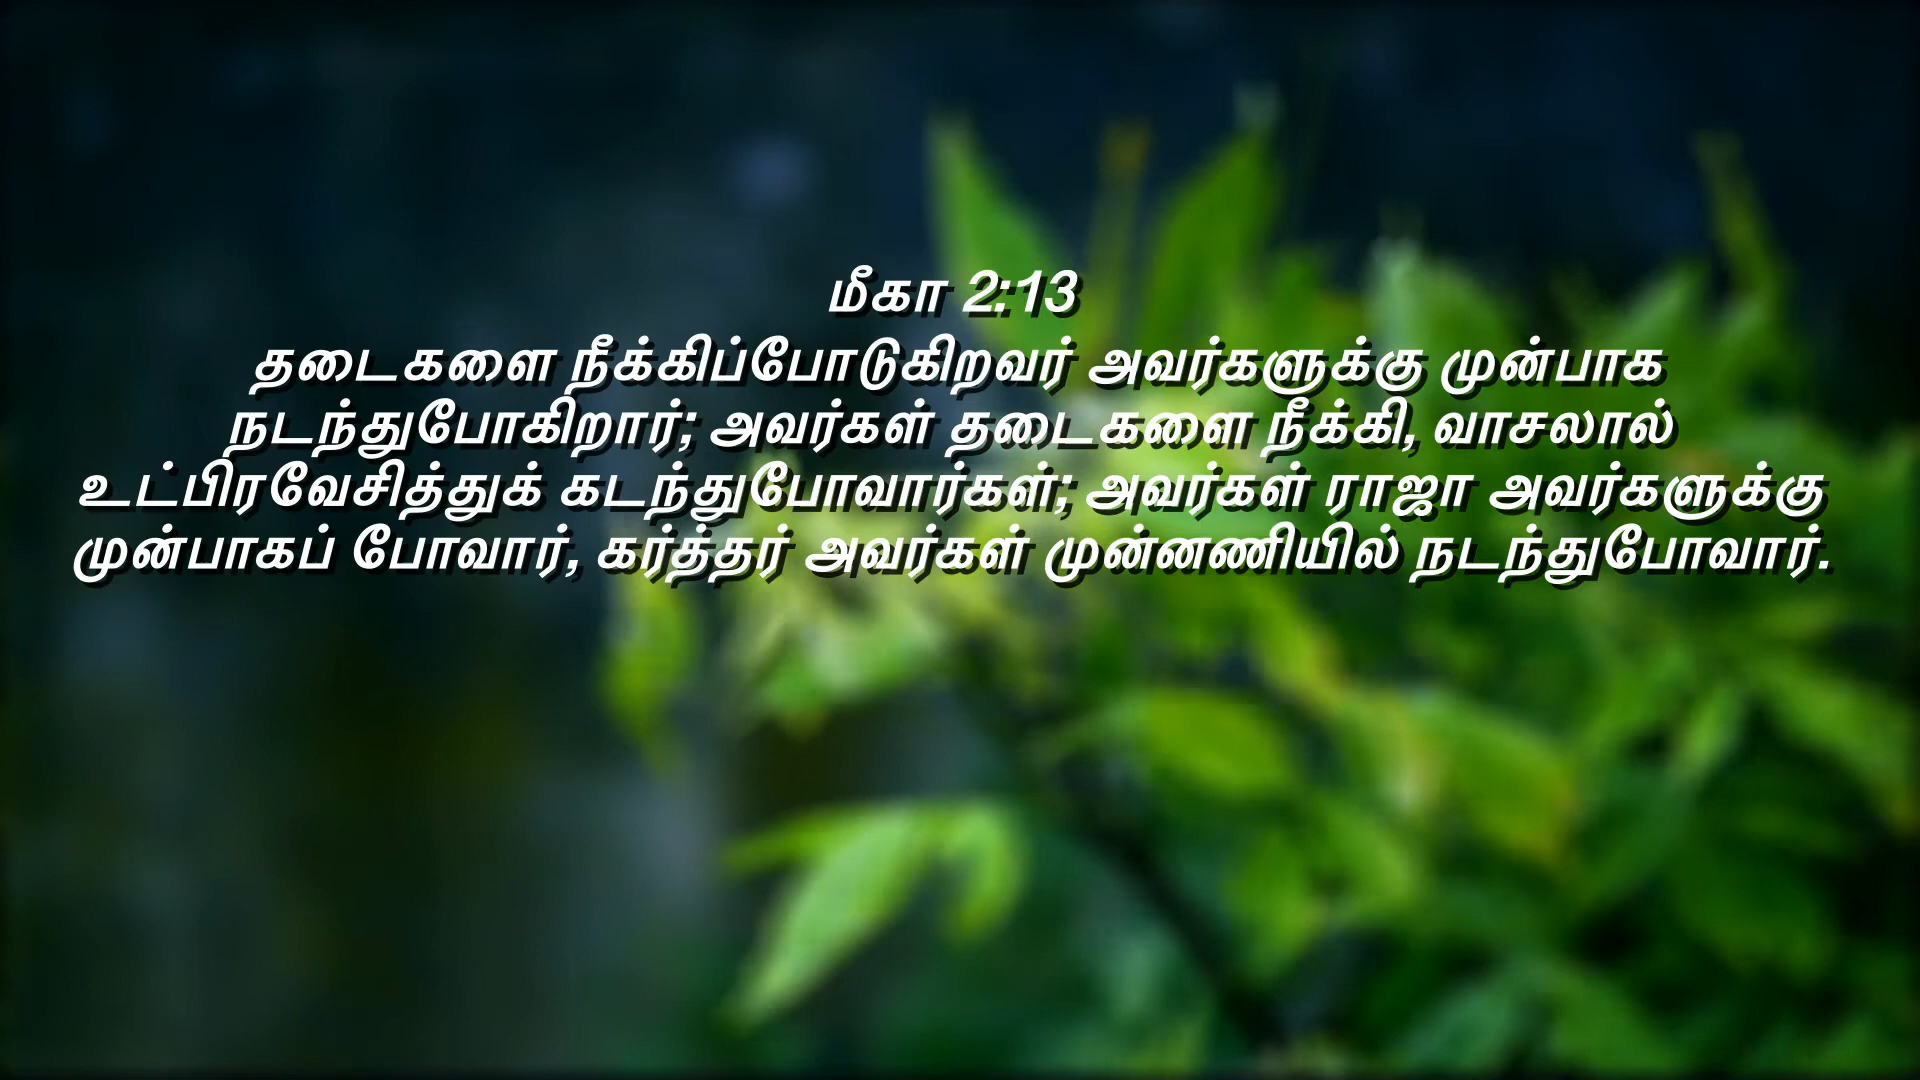 மீகா 2:13
தடைகளை நீக்கிப்போடுகிறவர் அவர்களுக்கு முன்பாக
நடந்துபோகிறார்; அவர்கள் தடைகளை நீக்கி, வாசலால்
உட்பிரவேசித்துக் கடந்துபோவார்கள்; அவர்கள் ராஜா அவர்களுக்கு
முன்பாகப் போவார், கர்த்தர் அவர்கள் முன்னணியில் நடந்துபோவார்.